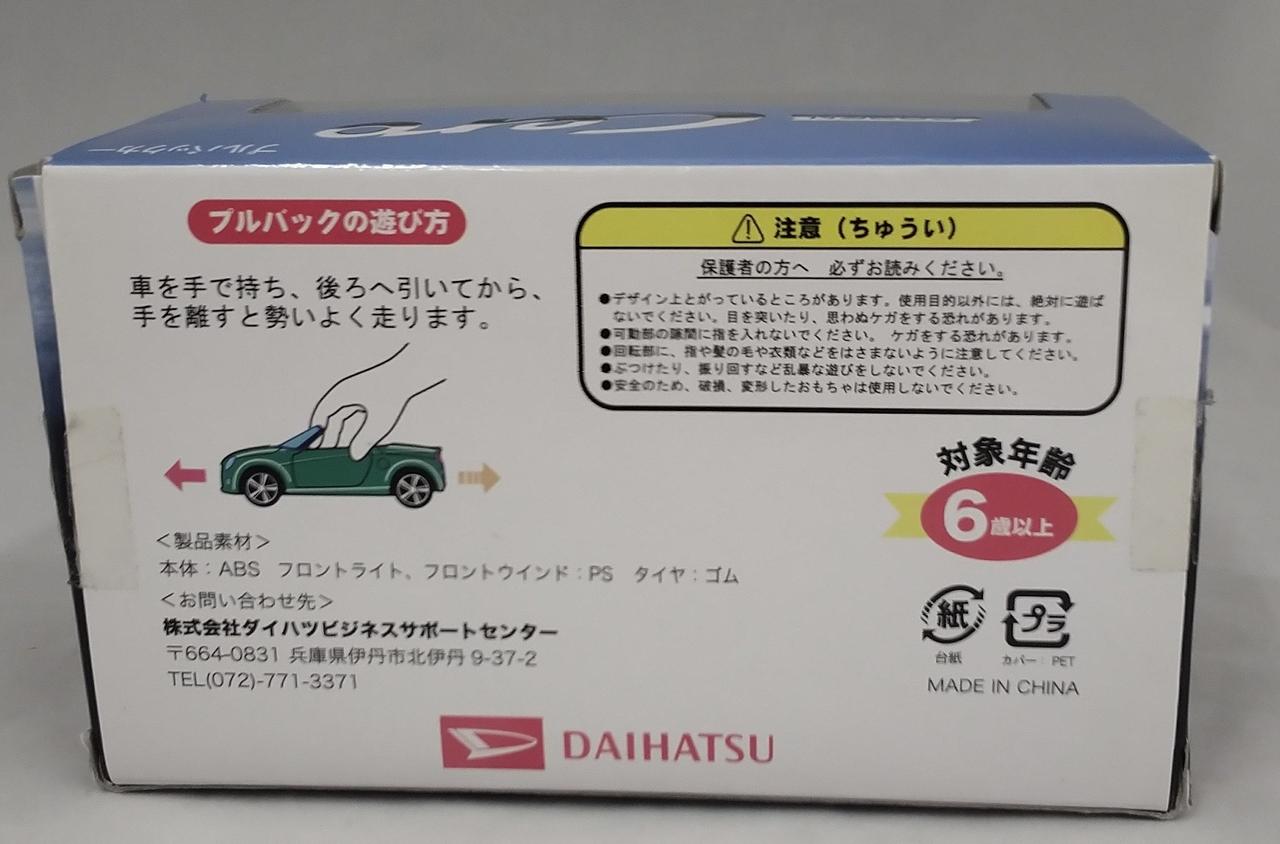 プルバックカー
Cero
COPEN
プルバックの遊び方
車を手で持ち、後ろへ引いてから、
手を離すと勢いよく走ります。
注意（ちゅうい）
保護者の方へ 必ずお読みください。
●デザイン上とがっているところがあります。使用目的以外には、絶対に遊ば
ないでください。目を突いたり、思わぬケガをする恐れがあります。
●可動部の隙間に指を入れないでください。 ケガをする恐れがあります。
●回転部に、指や髪の毛や衣類などをはさまないように注意してください。
●ぶつけたり、振り回すなど乱暴な遊びをしないでください。
●安全のため、破損、変形したおもちゃは使用しないでください。
対象年齢
6歳以上
＜製品素材＞
本体：ABS フロントライト、フロントウインド：PS タイヤ：ゴム
＜お問い合わせ先＞
株式会社ダイハツビジネスサポートセンター
〒664-0831 兵庫県伊丹市北伊丹 9-37-2
TEL(072)-771-3371
紙
台紙
プラ
カバー：PET
MADE IN CHINA
DAIHATSU